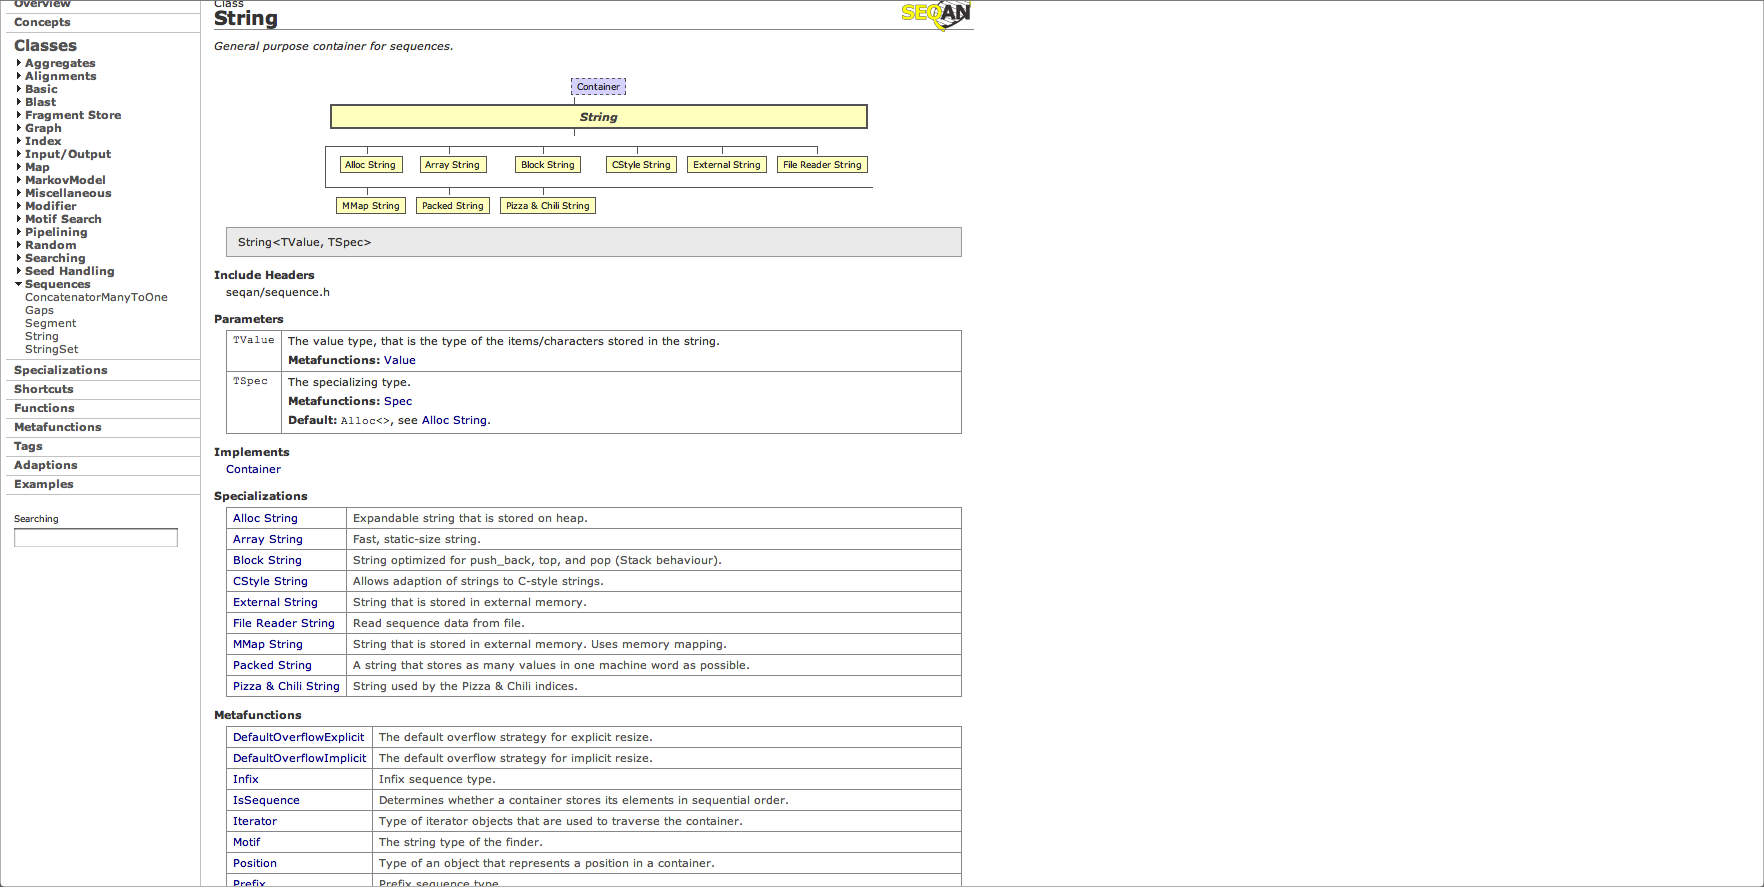 Overview
Concepts
Classes
Aggregates
Alignments
Basic
Blast
Fragment Store
Graph
Index
Input/Output
Map
MarkovModel
Miscellaneous
Modifier
Motif Search
Pipelining
Random
Searching
Seed Handling
Sequences
ConcatenatorManyToOne
Gaps
Segment
String
StringSet
Specializations
Shortcuts
Functions
Metafunctions
Tags
Adaptions
Examples
Searching
Class
String
SEQAN
General purpose container for sequences.
Container
String
Alloc String Array String Block String CStyle String External String File Reader String
MMap String Packed String Pizza & Chili String
String<TValue, TSpec>
Include Headers
seqan/sequence.h
Parameters
TValue The value type, that is the type of the items/characters stored in the string.
Metafunctions: Value
TSpec The specializing type.
Metafunctions: Spec
Default: Alloc<>, see Alloc String.
Implements
Container
Specializations
Alloc String Expandable string that is stored on heap.
Array String Fast, static-size string.
Block String String optimized for push_back, top, and pop (Stack behaviour).
CStyle String Allows adaption of strings to C-style strings.
External String String that is stored in external memory.
File Reader String Read sequence data from file.
MMap String String that is stored in external memory. Uses memory mapping.
Packed String A string that stores as many values in one machine word as possible.
Pizza & Chili String String used by the Pizza & Chili indices.
Metafunctions
DefaultOverflowExplicit The default overflow strategy for explicit resize.
DefaultOverflowImplicit The default overflow strategy for implicit resize.
Infix Infix sequence type.
IsSequence Determines whether a container stores its elements in sequential order.
Iterator Type of iterator objects that are used to traverse the container.
Motif The string type of the finder.
Position Type of an object that represents a position in a container.
Prefix Prefix sequence type.